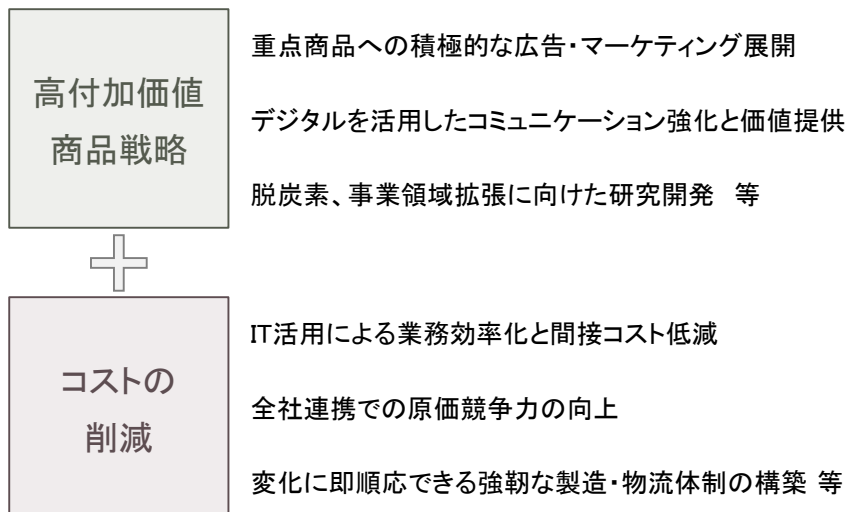 高付加価値
商品戦略
重点商品への積極的な広告・マーケティング展開
デジタルを活用したコミュニケーション強化と価値提供
脱炭素、事業領域拡張に向けた研究開発　等
コストの
削減
IT活用による業務効率化と間接コスト低減
全社連携での原価競争力の向上
変化に即順応できる強靭な製造・物流体制の構築 等